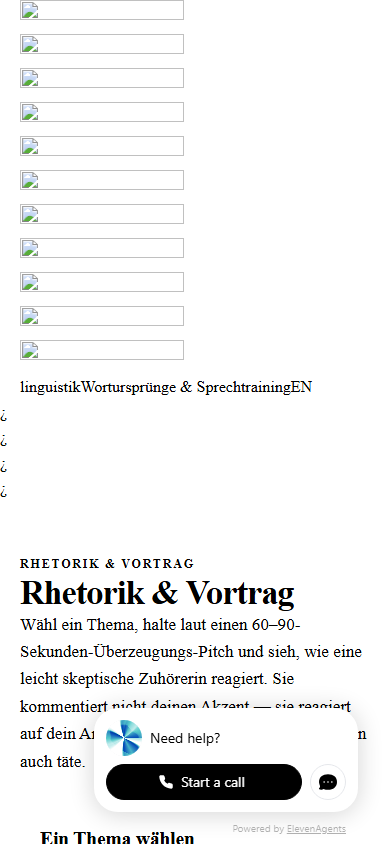 linguistikWortursprünge & SprechtrainingEN
¿
¿
¿
¿
RHETORIK & VORTRAG
Rhetorik & Vortrag
Wähl ein Thema, halte laut einen 60–90-
Sekunden-Überzeugungs-Pitch und sieh, wie eine
leicht skeptische Zuhörerin reagiert. Sie
kommentiert nicht deinen Akzent — sie reagiert
auf dein
auch täte.
Need help?
Start a call
Powered by ElevenAgents
Ein Thema wählen